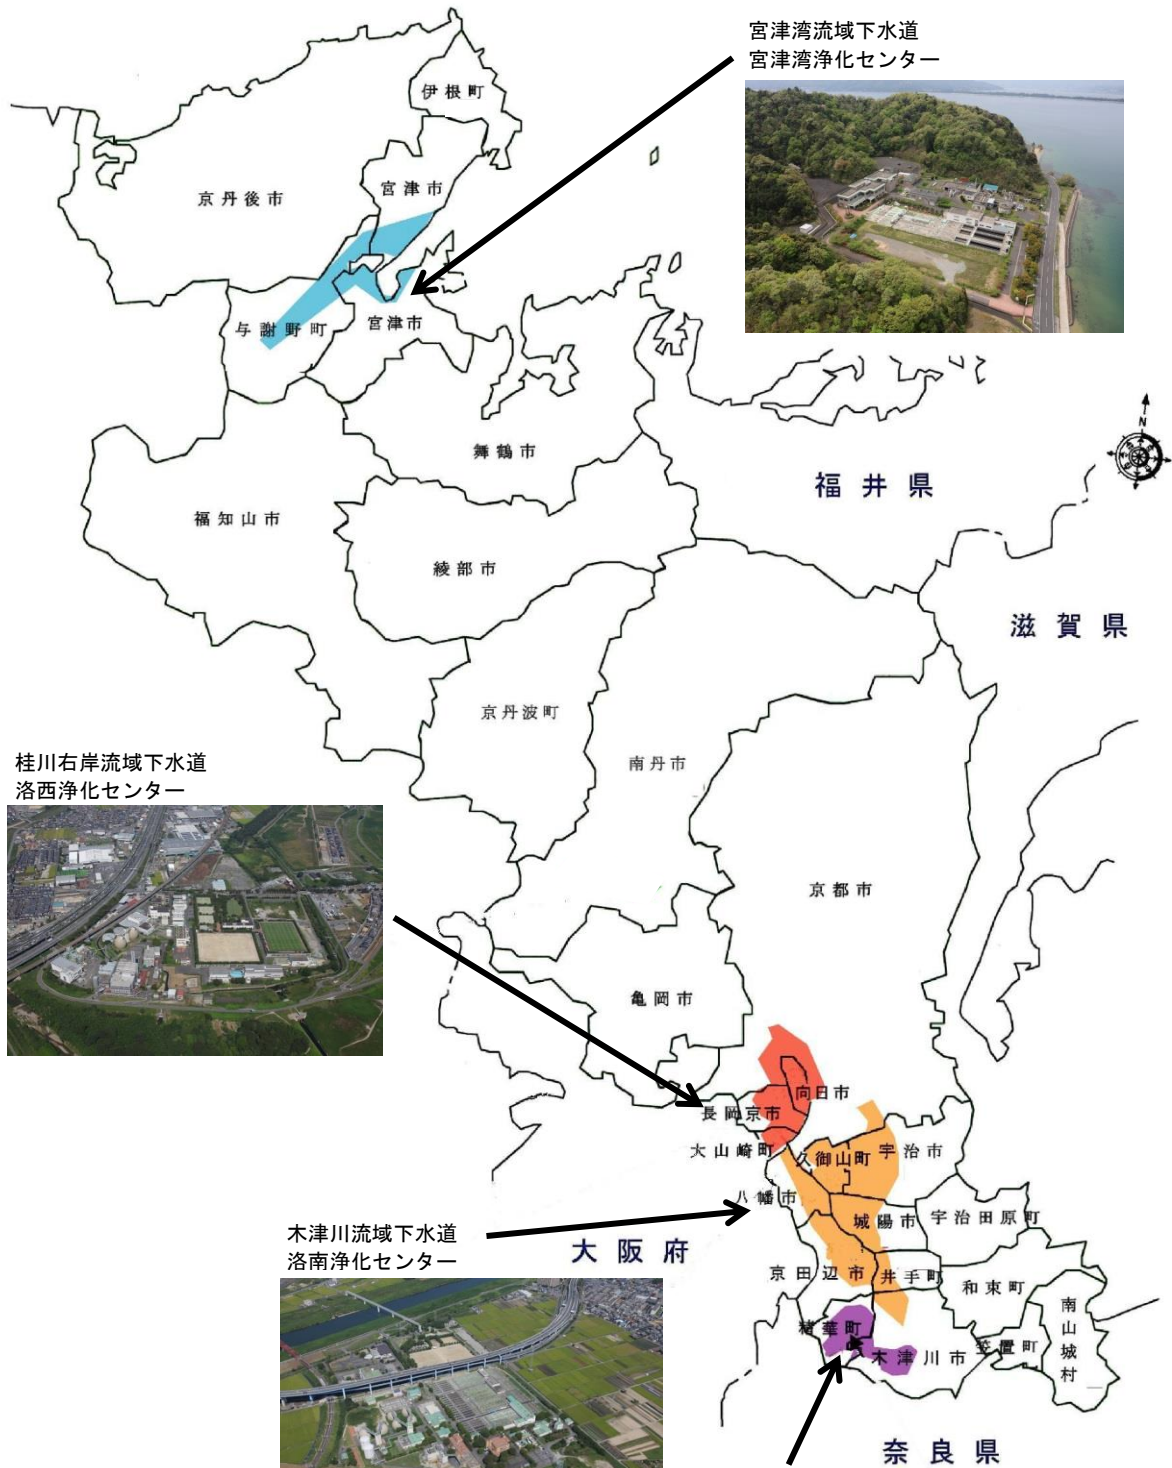 宮津湾流域下水道
宮津湾浄化センター
伊根町
宮津市
京丹後市
与謝野町
宮津市
舞鶴市
N
福井県
福知山市
綾部市
滋賀県
京丹波町
南丹市
桂川右岸流域下水道
洛西浄化センター
京都市
亀岡市
向日市
長岡京市
大山崎町
久御山町
宇治市
八幡市
城陽市
宇治田原町
木津川流域下水道
洛南浄化センター
大阪府
京田辺市
井手町
和束町
南山城村
精華町
笠置町
木津川市
奈良県